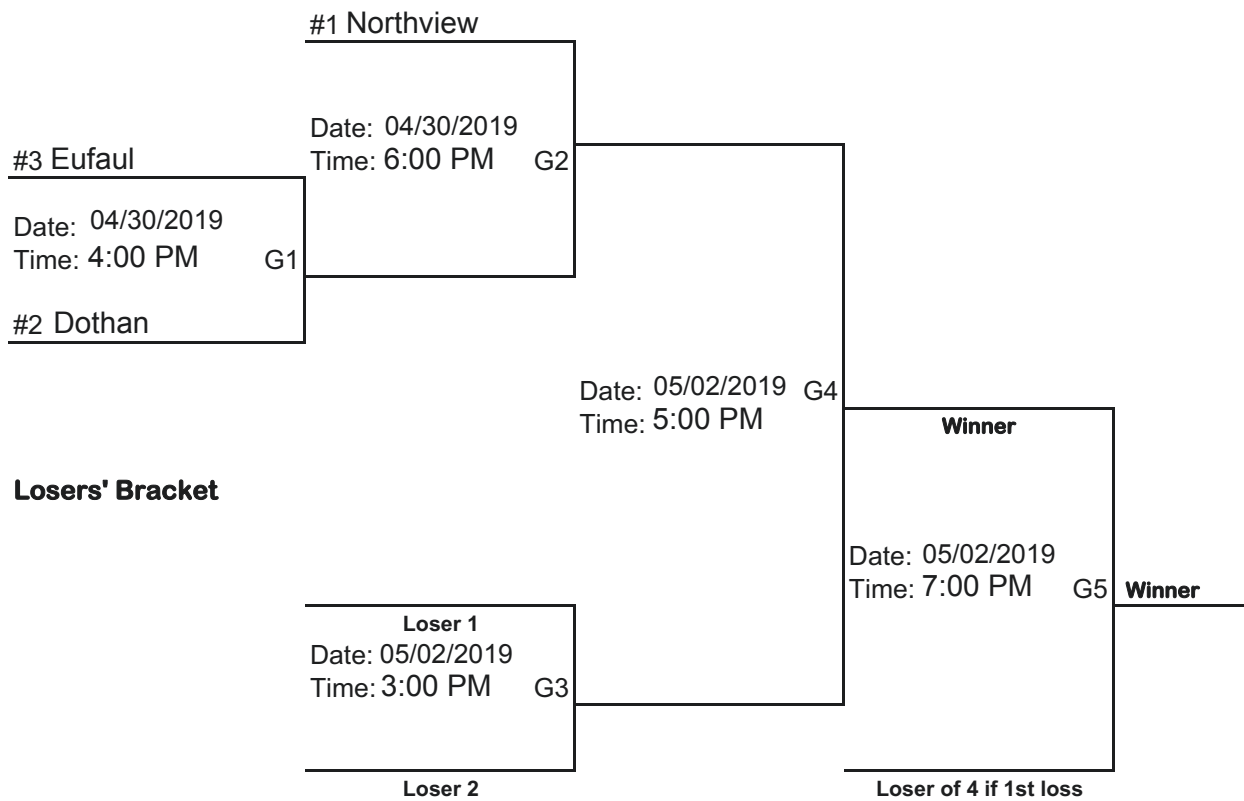 #1 Northview
Date: 04/30/2019
Time: 6:00 PM G2
#3 Eufaul
Date: 04/30/2019
Time: 4:00 PM G1
#2 Dothan
Date: 05/02/2019 G4
Time: 5:00 PM
Winner
Losers' Bracket
Date: 05/02/2019
Time: 7:00 PM G5 Winner
Loser 1
Date: 05/02/2019
Time: 3:00 PM G3
Loser 2
Loser of 4 if 1st loss